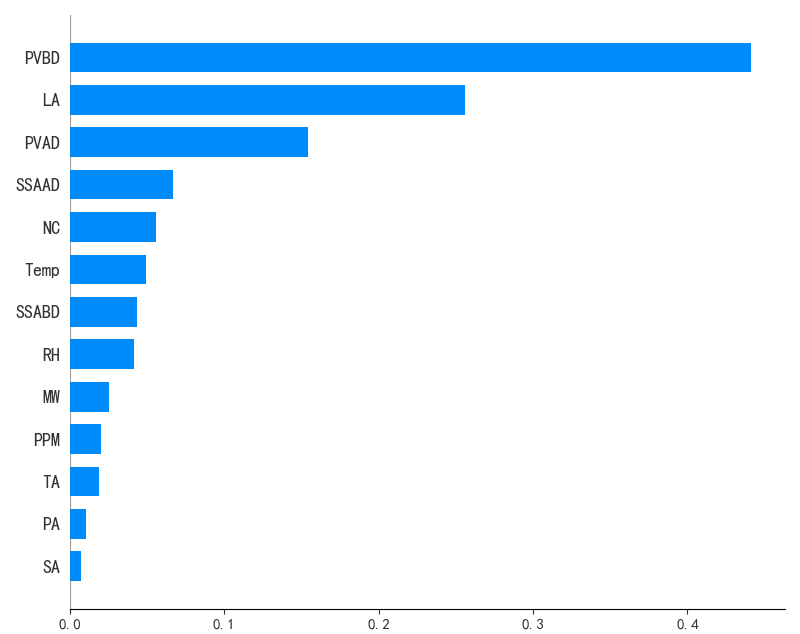 PVBD
LA
PVAD
SSAAD
NC
Temp
SSABD
RH
MW
PPM
TA
PA
SA
0.0 0.1 0.2 0.3 0.4